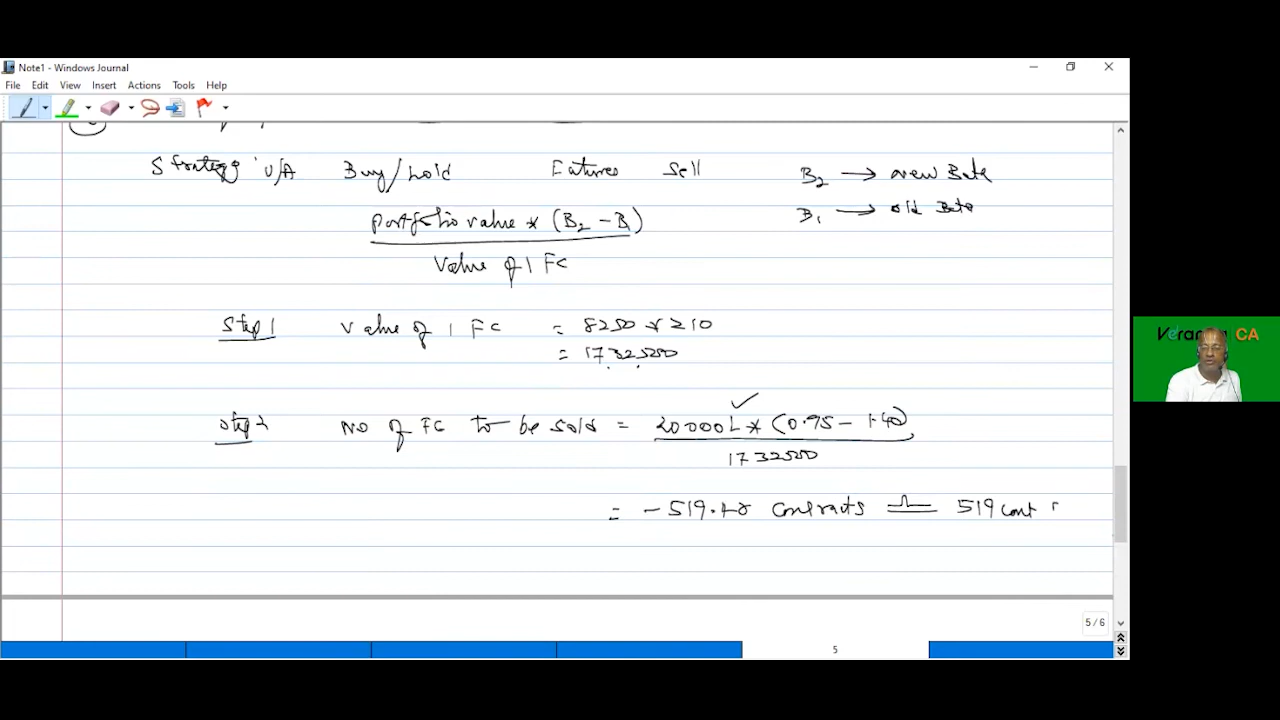 Note1 - Windows Journal
File Edit View Insert Actions Tools Help
Strategy U/A Buy/hold Futures Sell
B2 → new Beta
B1 → old Beta
portfolio value * (B2 - B1)
Value of 1 FC
Step 1 Value of 1 FC = 8250 * 210
= 1732500
Step 2 No of FC to be sold = 20000L * (0.95 - 1.40)
1732500
= -519.48 contracts 519 cont
5 / 6
5
Veranda CA